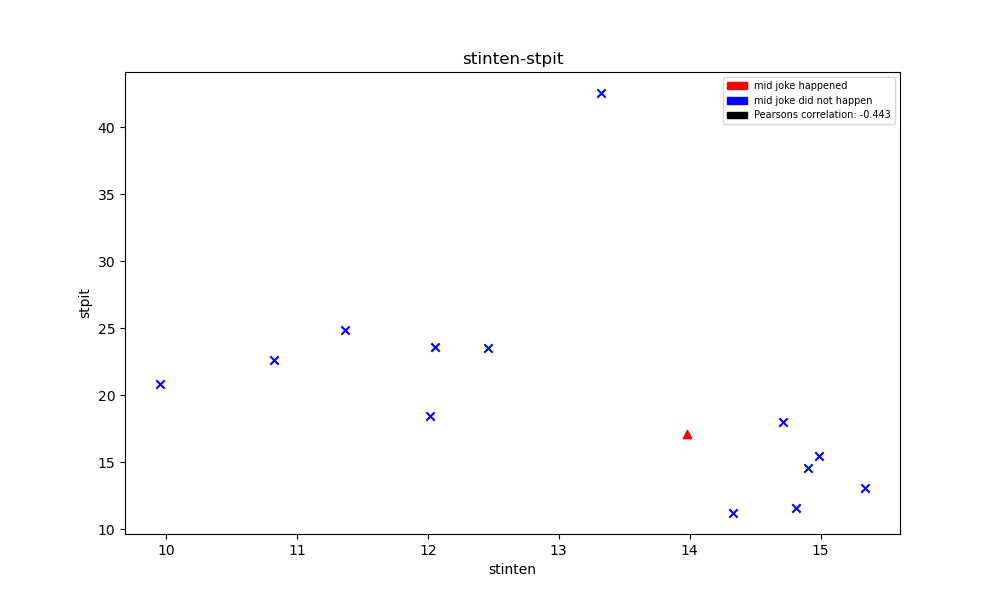 stinten-stpit
mid joke happened
mid joke did not happen
Pearsons correlation: -0.443
40
35
30
25
20
15
10
stpit
10 11 12 13 14 15
stinten